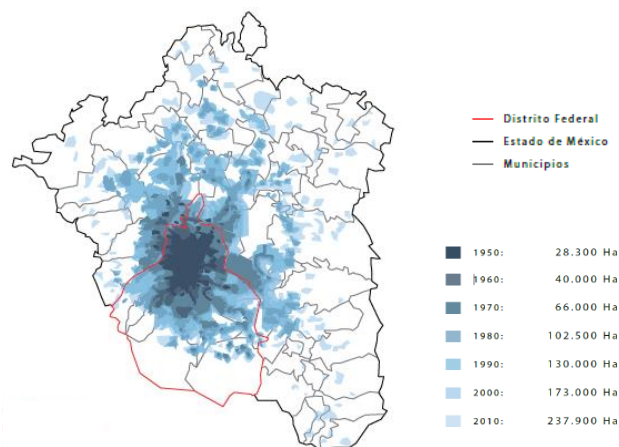 Distrito Federal
Estado de México
Municipios
1950: 28.300 Ha
1960: 40.000 Ha
1970: 66.000 Ha
1980: 102.500 Ha
1990: 130.000 Ha
2000: 173.000 Ha
2010: 237.900 Ha